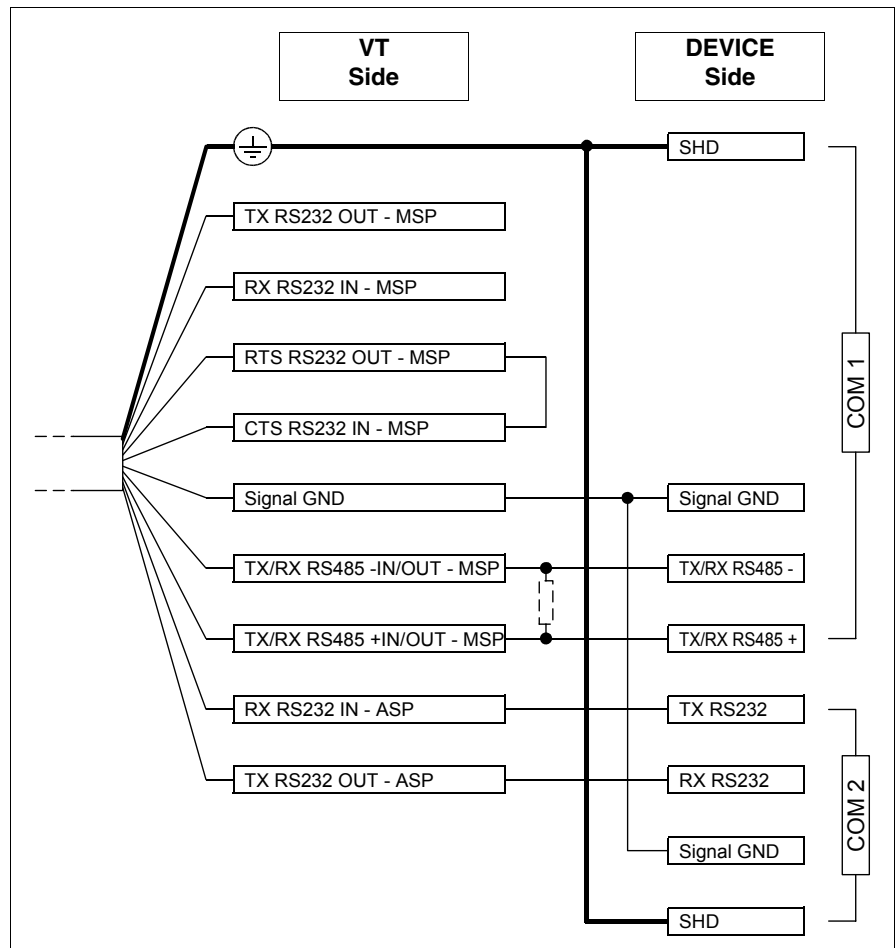 VT
Side
DEVICE
Side
SHD
TX RS232 OUT - MSP
RX RS232 IN - MSP
RTS RS232 OUT - MSP
CTS RS232 IN - MSP
COM 1
Signal GND
Signal GND
TX/RX RS485 -IN/OUT - MSP
TX/RX RS485 -
TX/RX RS485 +IN/OUT - MSP
TX/RX RS485 +
RX RS232 IN - ASP
TX RS232
TX RS232 OUT - ASP
RX RS232
COM 2
Signal GND
SHD